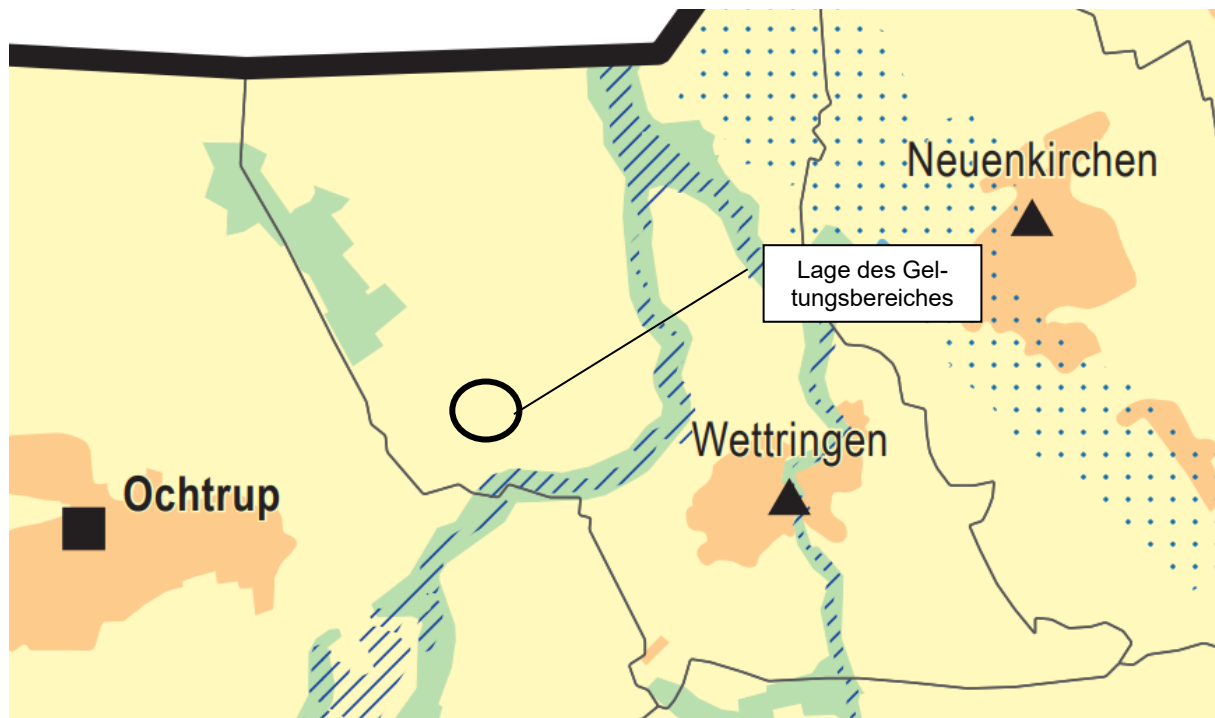 Neuenkirchen
Lage des Gel-
tungsbereiches
Wettringen
Ochtrup